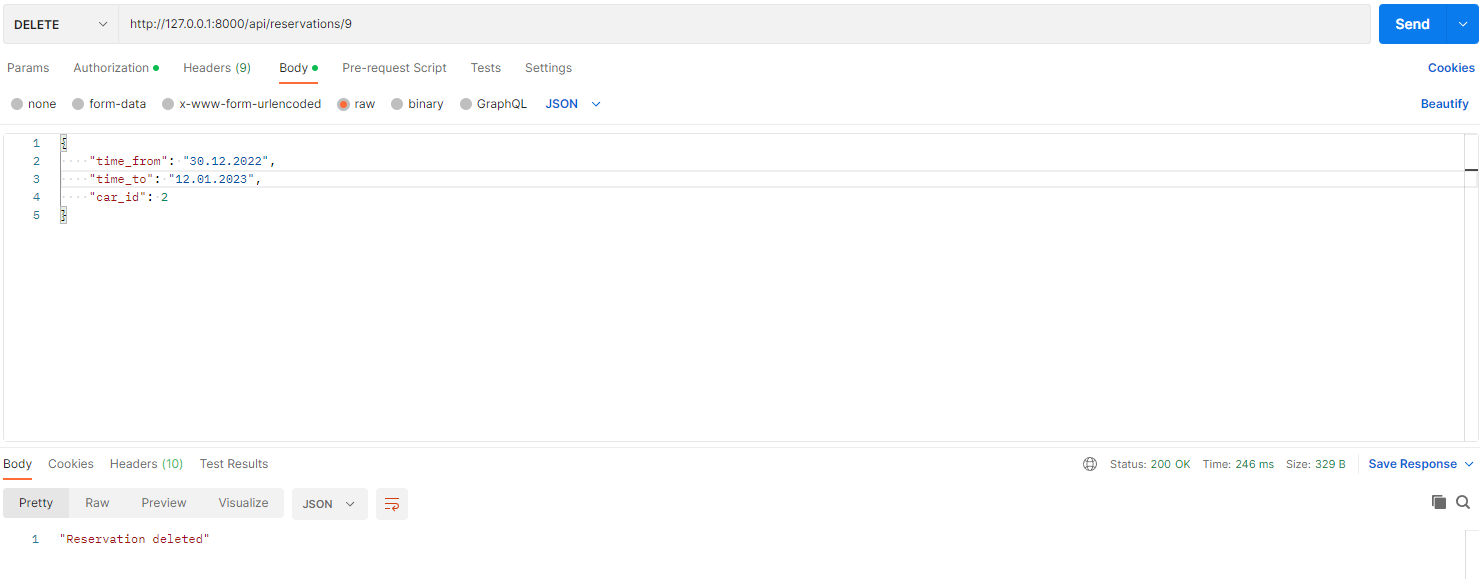 DELETE http://127.0.0.1:8000/api/reservations/9 Send
Params Authorization Headers (9) Body Pre-request Script Tests Settings Cookies
none form-data x-www-form-urlencoded raw binary GraphQL JSON Beautify
1 {
2 "time_from": "30.12.2022",
3 "time_to": "12.01.2023",
4 "car_id": 2
5 }
Body Cookies Headers (10) Test Results Status: 200 OK Time: 246 ms Size: 329 B Save Response
Pretty Raw Preview Visualize JSON
1 "Reservation deleted"